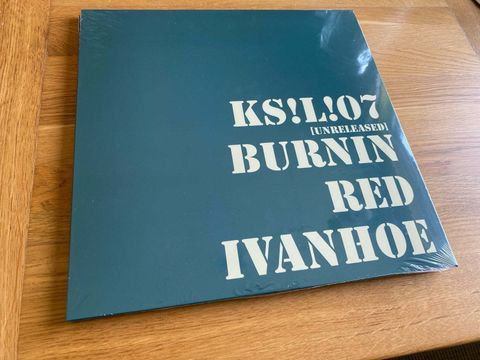 KS!L!07
[UNRELEASED]
BURNIN
RED
IVANHOE